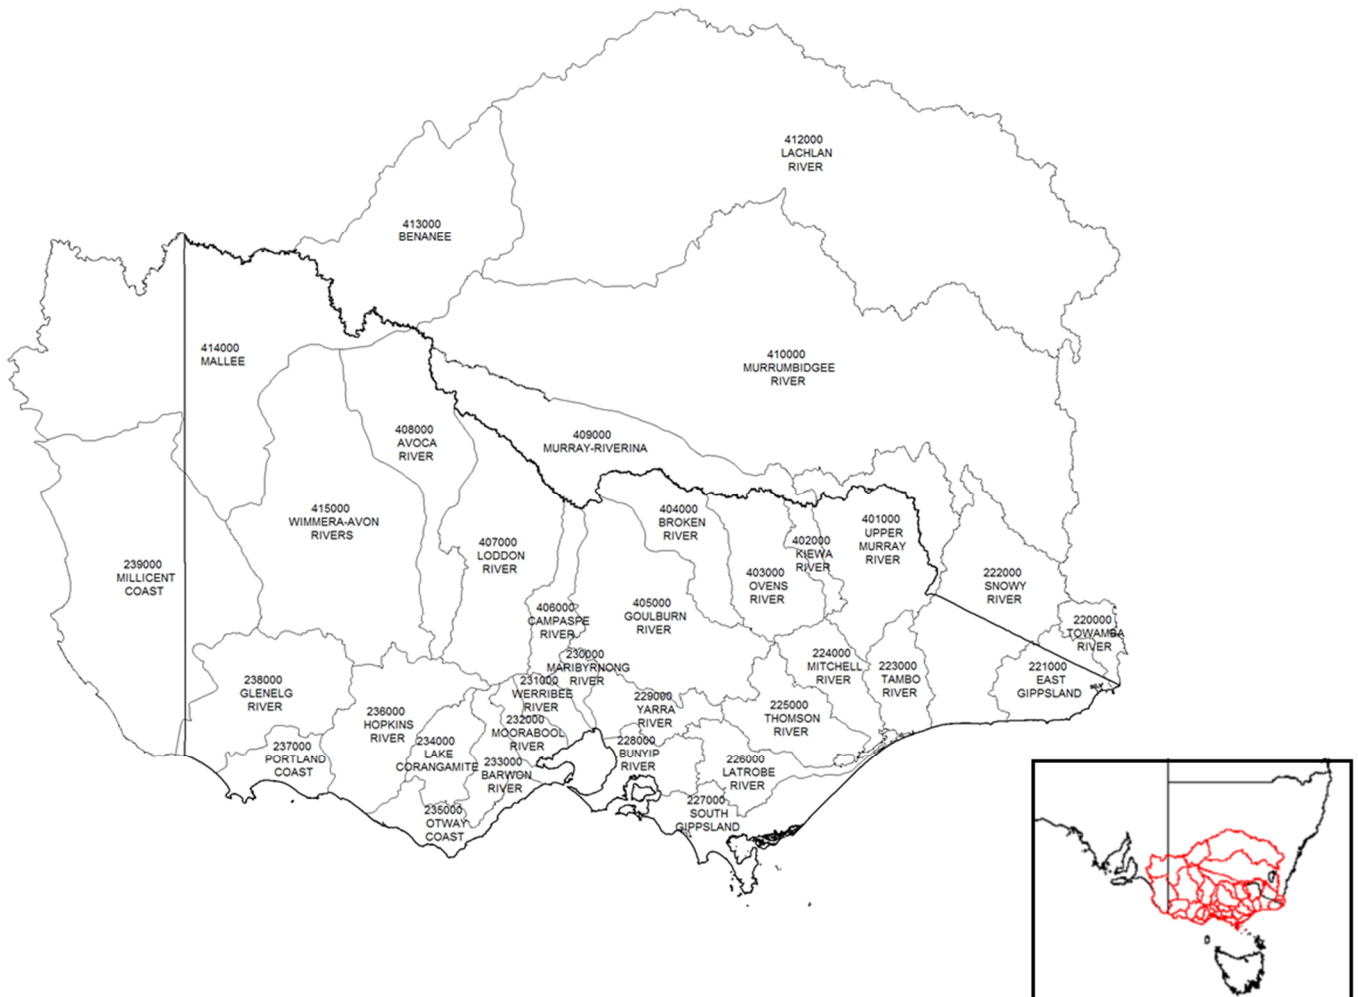 412000
LACHLAN
RIVER
413000
BENANEE
414000
MALLEE
410000
MURRUMBIDGEE
RIVER
408000
AVOCA
RIVER
409000
MURRAY-RIVERINA
415000
WIMMERA-AVON
RIVERS
404000
BROKEN
RIVER
401000
UPPER
MURRAY
RIVER
407000
LODDON
RIVER
402000
KIEWA
RIVER
239000
MILLICENT
COAST
403000
OVENS
RIVER
222000
SNOWY
RIVER
406000
CAMPASPE
RIVER
405000
GOULBURN
RIVER
220000
TOWAMBA
RIVER
230000
MARIBYRNONG
RIVER
224000
MITCHELL
RIVER
223000
TAMBO
RIVER
221000
EAST
GIPPSLAND
238000
GLENELG
RIVER
231000
WERRIBEE
RIVER
229000
YARRA
RIVER
225000
THOMSON
RIVER
236000
HOPKINS
RIVER
232000
MOORABOOL
RIVER
234000
LAKE
CORANGAMITE
228000
BUNYIP
RIVER
237000
PORTLAND
COAST
233000
BARWON
RIVER
226000
LATROBE
RIVER
227000
SOUTH
GIPPSLAND
235000
OTWAY
COAST